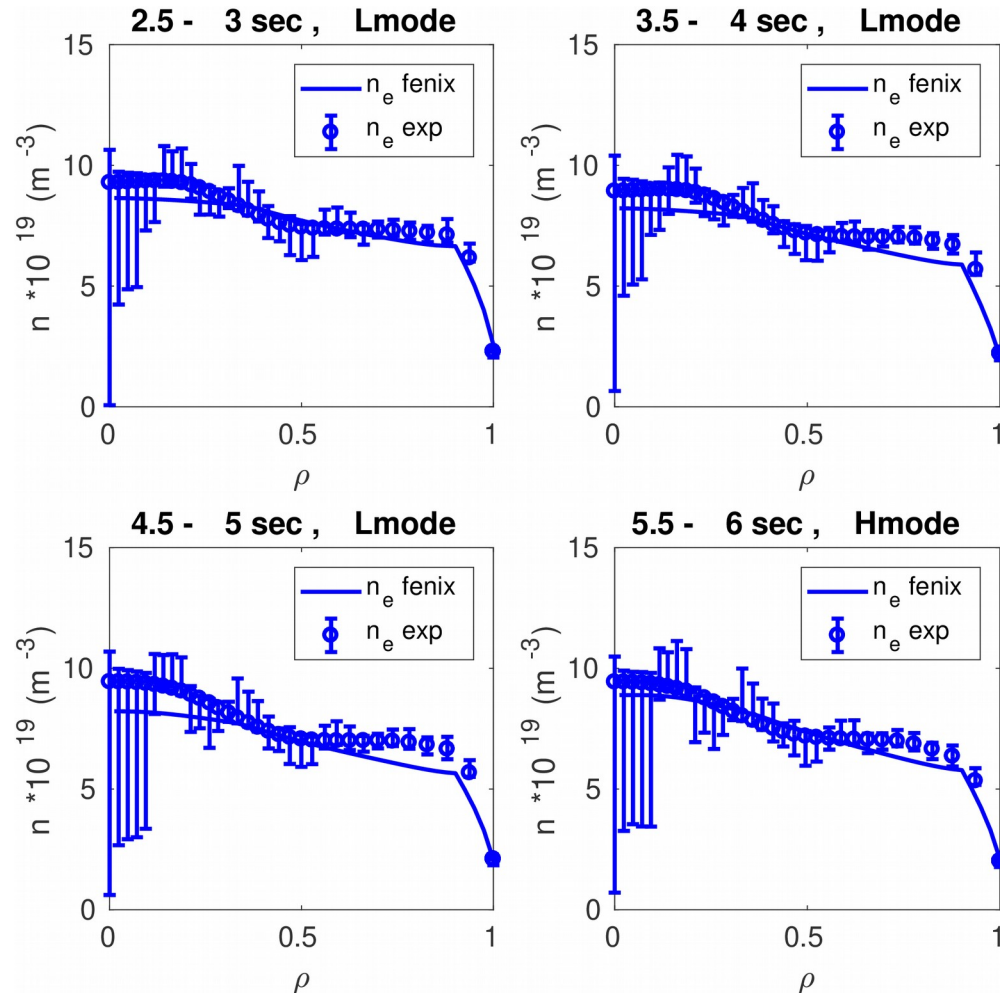 2.5 - 3 sec , Lmode
15
10
5
0
n *10^19 (m^-3)
n_e fenix
n_e exp
0
0.5
1
ρ
3.5 - 4 sec , Lmode
15
10
5
0
n *10^19 (m^-3)
n_e fenix
n_e exp
0
0.5
1
ρ
4.5 - 5 sec , Lmode
15
10
5
0
n *10^19 (m^-3)
n_e fenix
n_e exp
0
0.5
1
ρ
5.5 - 6 sec , Hmode
15
10
5
0
n *10^19 (m^-3)
n_e fenix
n_e exp
0
0.5
1
ρ